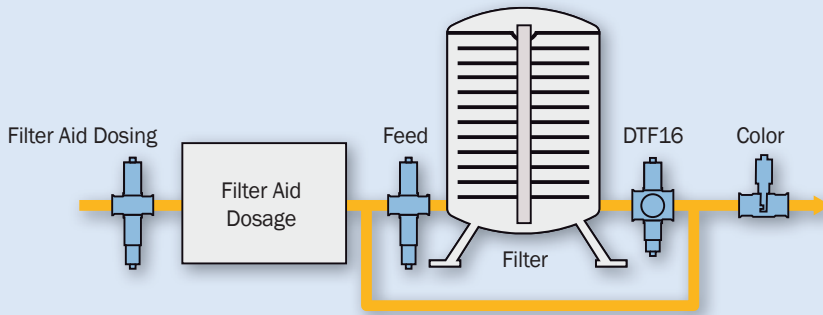 Filter Aid Dosing
Filter Aid
Dosage
Feed
Filter
DTF16
Color